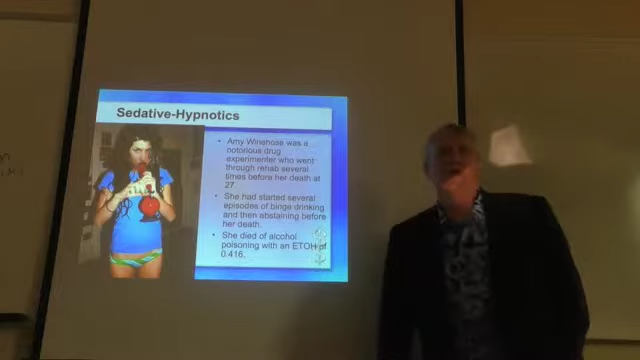 Sedative-Hypnotics
• Amy Winehose was a
notorious drug
experimenter who went
through rehab several
times before her death at
27.
• She had started several
episodes of binge drinking
and then abstaining before
her death.
• She died of alcohol
poisoning with an ETOH of
0.416.